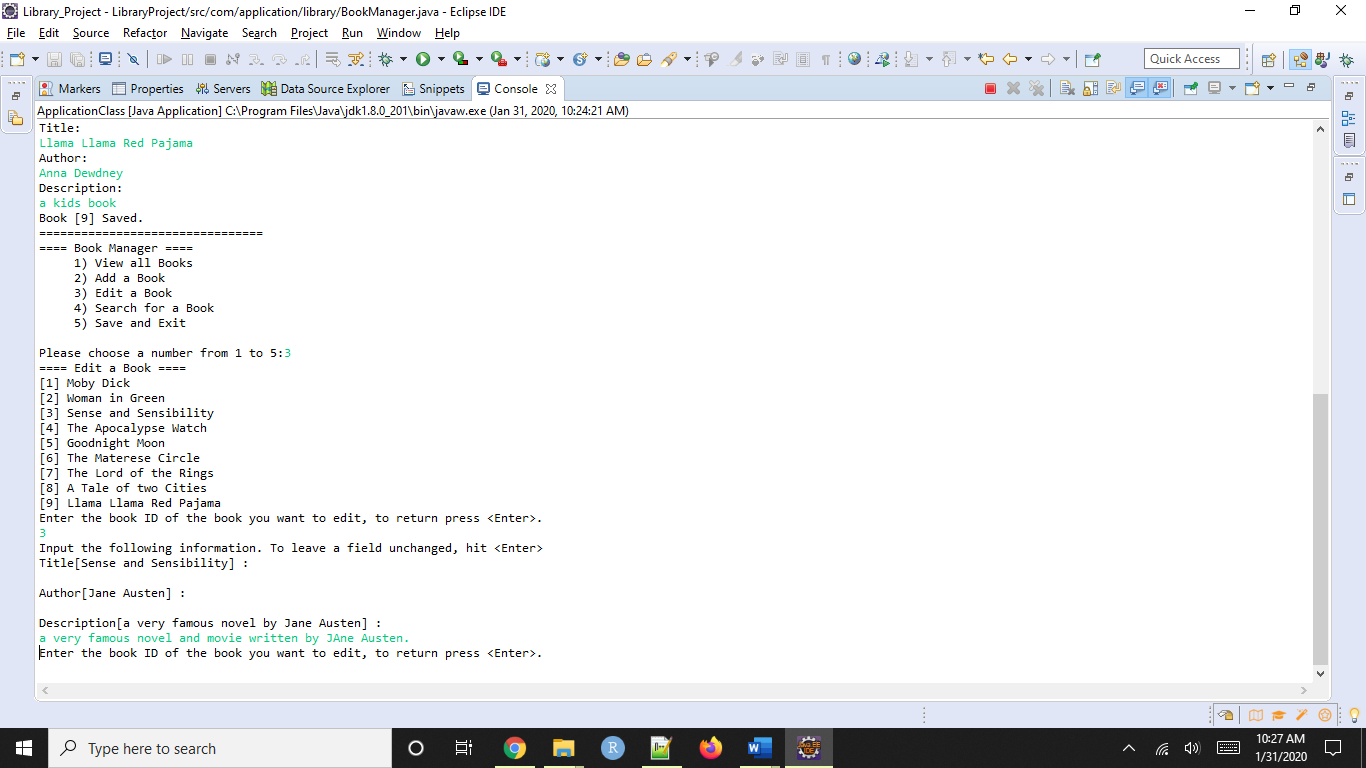 Library_Project - LibraryProject/src/com/application/library/BookManager.java - Eclipse IDE
File Edit Source Refactor Navigate Search Project Run Window Help
Quick Access
Markers Properties Servers Data Source Explorer Snippets Console
ApplicationClass [Java Application] C:\Program Files\Java\jdk1.8.0_201\bin\javaw.exe (Jan 31, 2020, 10:24:21 AM)
Title:
Llama Llama Red Pajama
Author:
Anna Dewdney
Description:
a kids book
Book [9] Saved.
================================
==== Book Manager ====
1) View all Books
2) Add a Book
3) Edit a Book
4) Search for a Book
5) Save and Exit
Please choose a number from 1 to 5:3
==== Edit a Book ====
[1] Moby Dick
[2] Woman in Green
[3] Sense and Sensibility
[4] The Apocalypse Watch
[5] Goodnight Moon
[6] The Materese Circle
[7] The Lord of the Rings
[8] A Tale of two Cities
[9] Llama Llama Red Pajama
Enter the book ID of the book you want to edit, to return press <Enter>.
3
Input the following information. To leave a field unchanged, hit <Enter>
Title[Sense and Sensibility] :
Author[Jane Austen] :
Description[a very famous novel by Jane Austen] :
a very famous novel and movie written by JAne Austen.
Enter the book ID of the book you want to edit, to return press <Enter>.
Type here to search
10:27 AM
1/31/2020